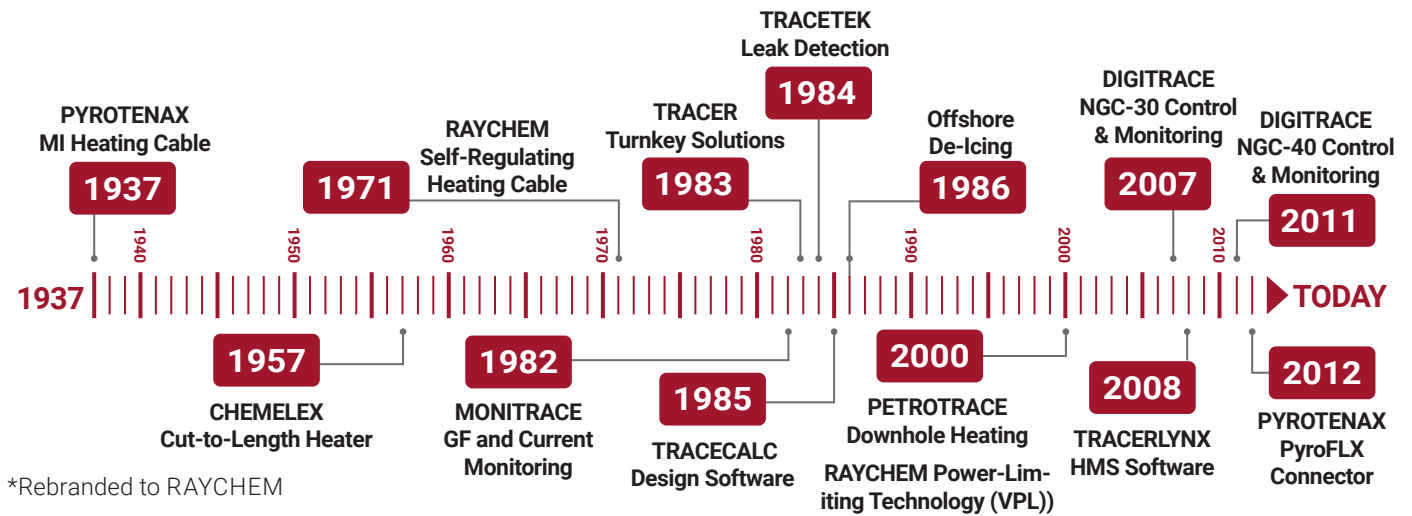 TRACETEK
Leak Detection
1984
PYROTENAX
MI Heating Cable
1937
RAYCHEM
Self-Regulating
Heating Cable
1971
TRACER
Turnkey Solutions
1983
Offshore
De-Icing
1986
DIGITRACE
NGC-30 Control
& Monitoring
2007
DIGITRACE
NGC-40 Control
& Monitoring
2011
1937
1940
1950
1960
1970
1980
1990
2000
2010
TODAY
1957
CHEMELEX
Cut-to-Length Heater
1982
MONITRACE
GF and Current
Monitoring
1985
TRACECALC
Design Software
2000
PETROTRACE
Downhole Heating
RAYCHEM Power-Lim-
iting Technology (VPL))
2008
TRACERLYNX
HMS Software
2012
PYROTENAX
PyroFLX
Connector
*Rebranded to RAYCHEM